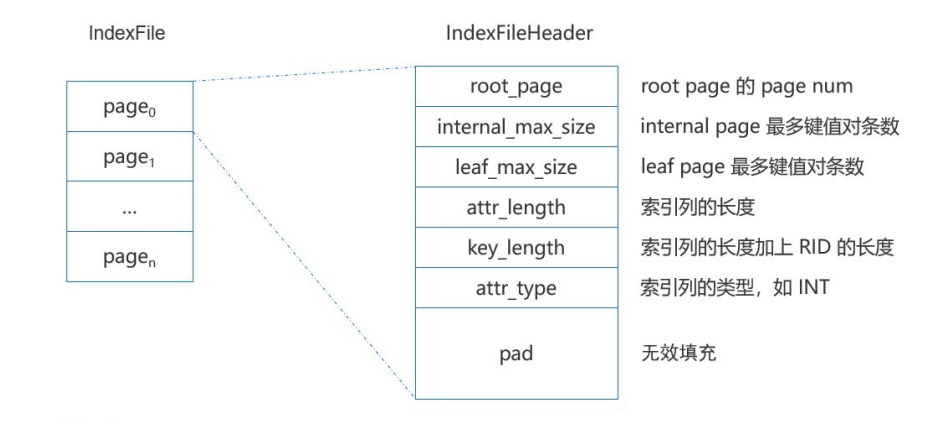 IndexFile
IndexFileHeader
page₀
page₁
...
pageₙ
root_page root page 的 page num
internal_max_size internal page 最多键值对条数
leaf_max_size leaf page 最多键值对条数
attr_length 索引列的长度
key_length 索引列的长度加上 RID 的长度
attr_type 索引列的类型，如 INT
pad 无效填充